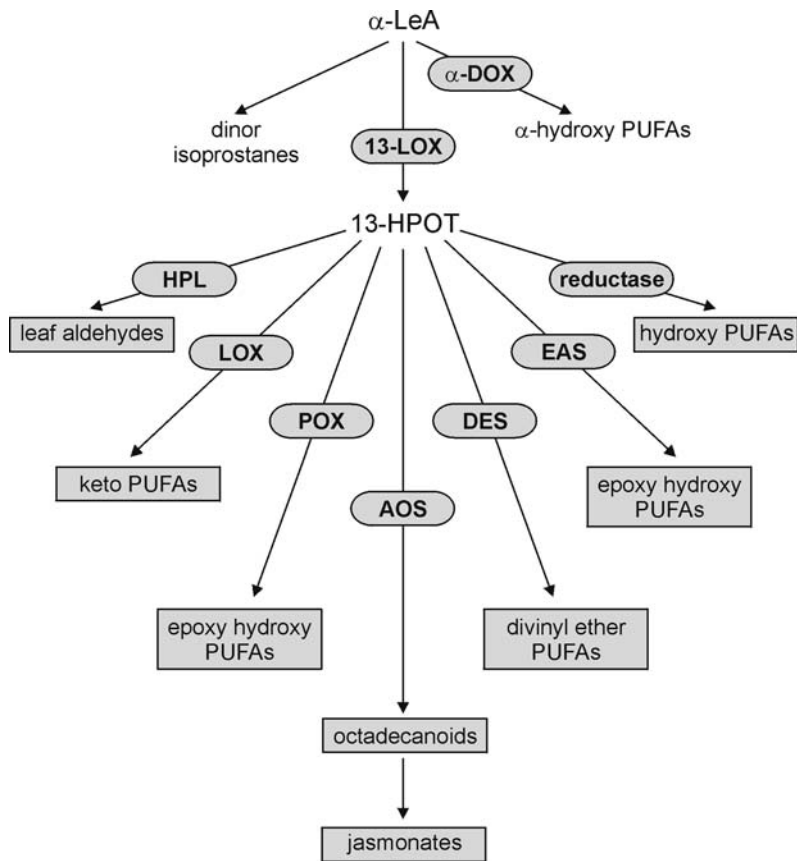 α-LeA
α-DOX
dinor
isoprostanes
α-hydroxy PUFAs
13-LOX
13-HPOT
HPL
reductase
leaf aldehydes
hydroxy PUFAs
LOX
EAS
POX
DES
keto PUFAs
epoxy hydroxy
PUFAs
AOS
epoxy hydroxy
PUFAs
divinyl ether
PUFAs
octadecanoids
jasmonates